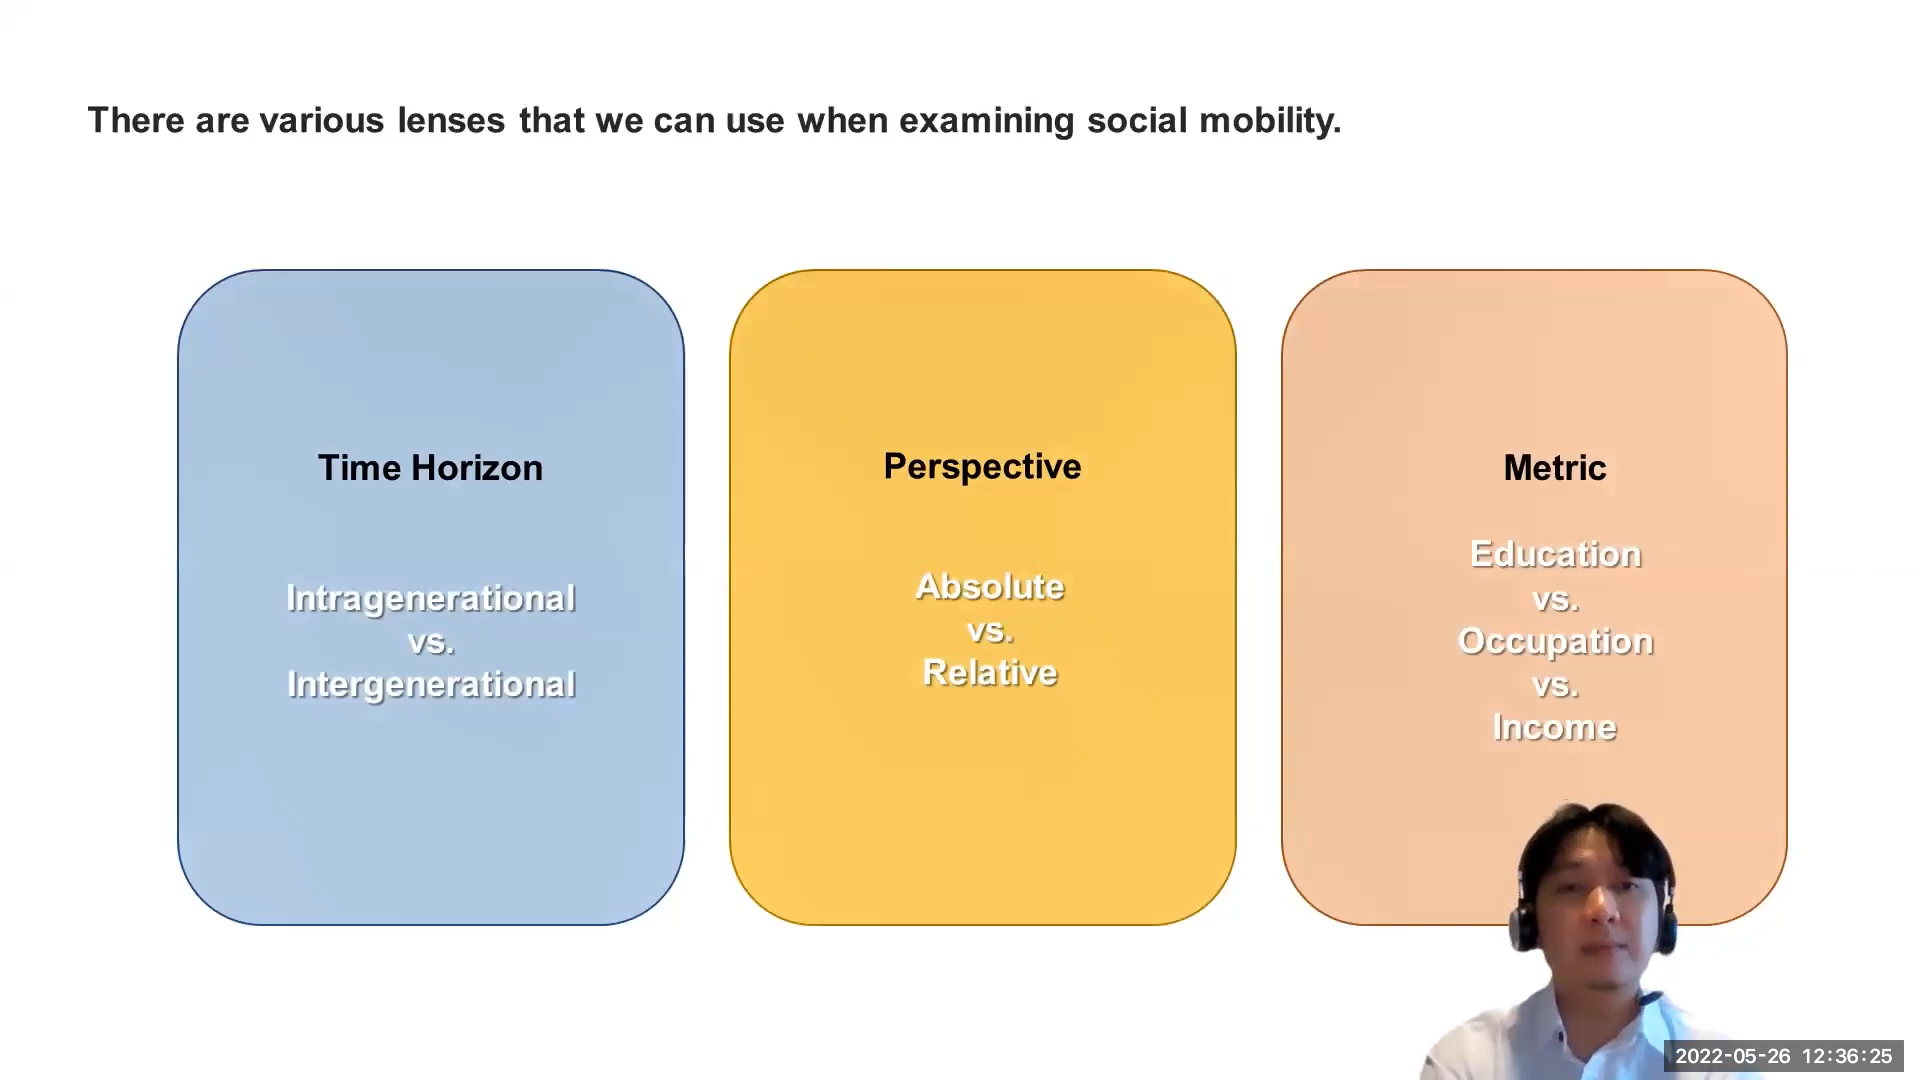 There are various lenses that we can use when examining social mobility.
Time Horizon
Intragenerational
vs.
Intergenerational
Perspective
Absolute
vs.
Relative
Metric
Education
vs.
Occupation
vs.
Income
2022-05-26 12:36:25